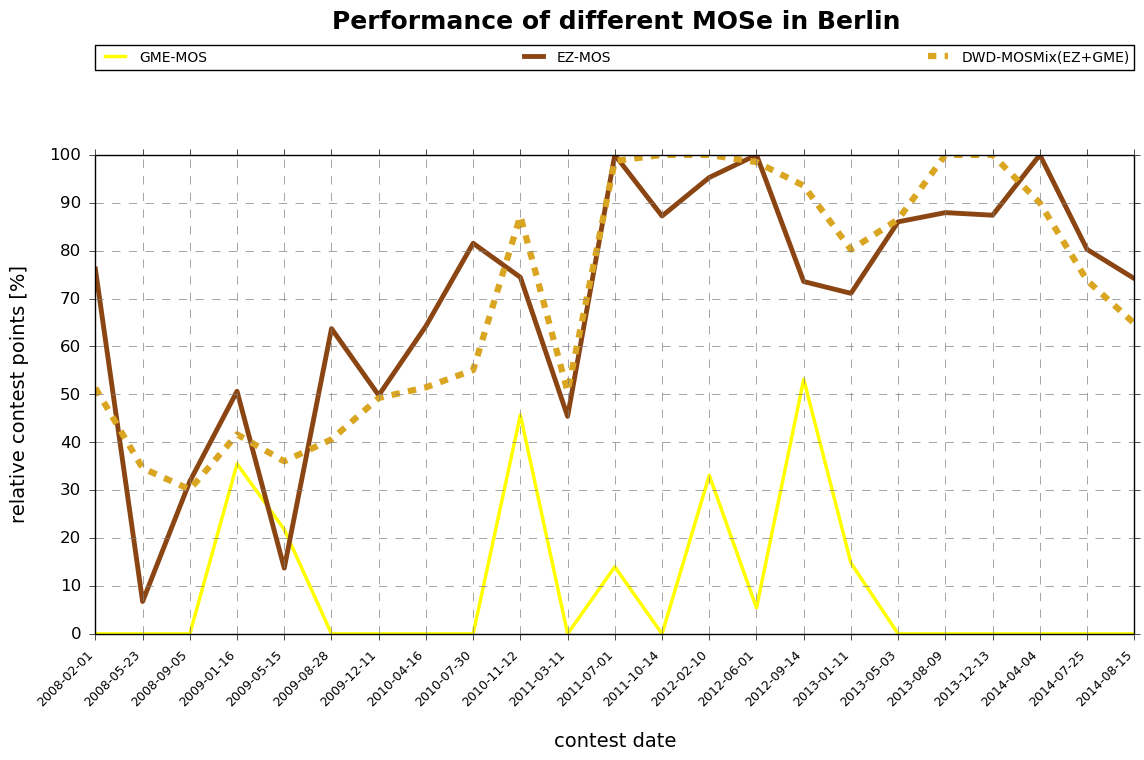 Performance of different MOSe in Berlin
GME-MOS EZ-MOS DWD-MOSMix(EZ+GME)
relative contest points [%]
100
90
80
70
60
50
40
30
20
10
0
2008-02-01 2008-05-23 2008-09-05 2009-01-16 2009-05-15 2009-08-28 2009-12-11 2010-04-16 2010-07-30 2010-11-12 2011-03-11 2011-07-01 2011-10-14 2012-02-10 2012-06-01 2012-09-14 2013-01-11 2013-05-03 2013-08-09 2013-12-13 2014-04-04 2014-07-25 2014-08-15
contest date